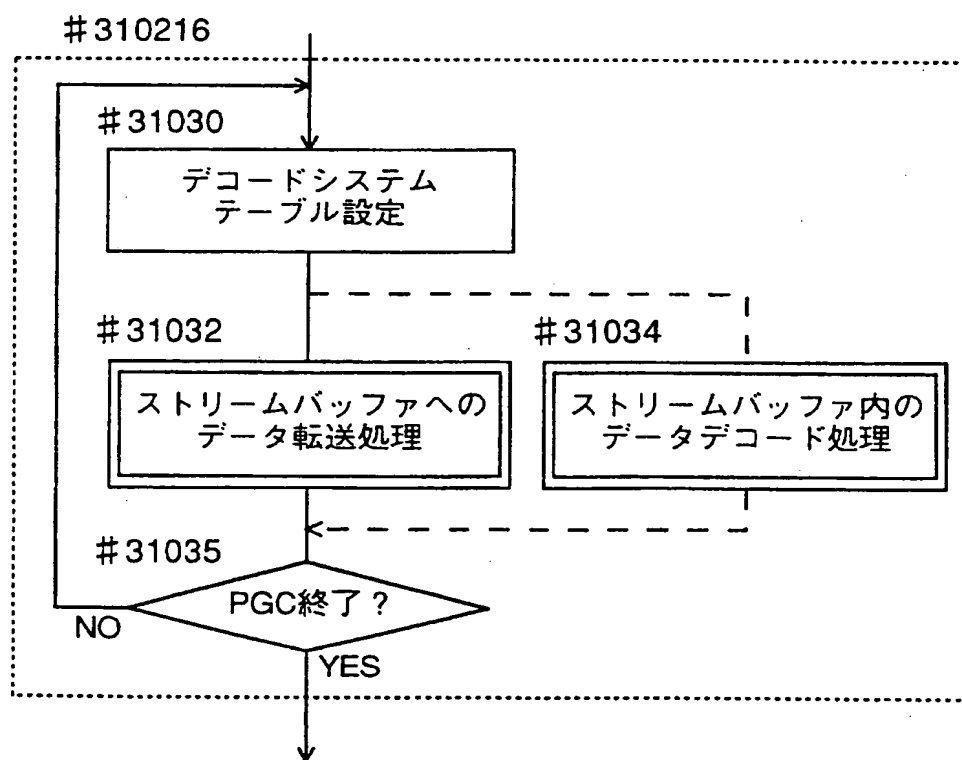 #310216
#31030
デコードシステム
テーブル設定
#31032
ストリームバッファへの
データ転送処理
#31034
ストリームバッファ内の
データデコード処理
#31035
PGC終了?
NO
YES